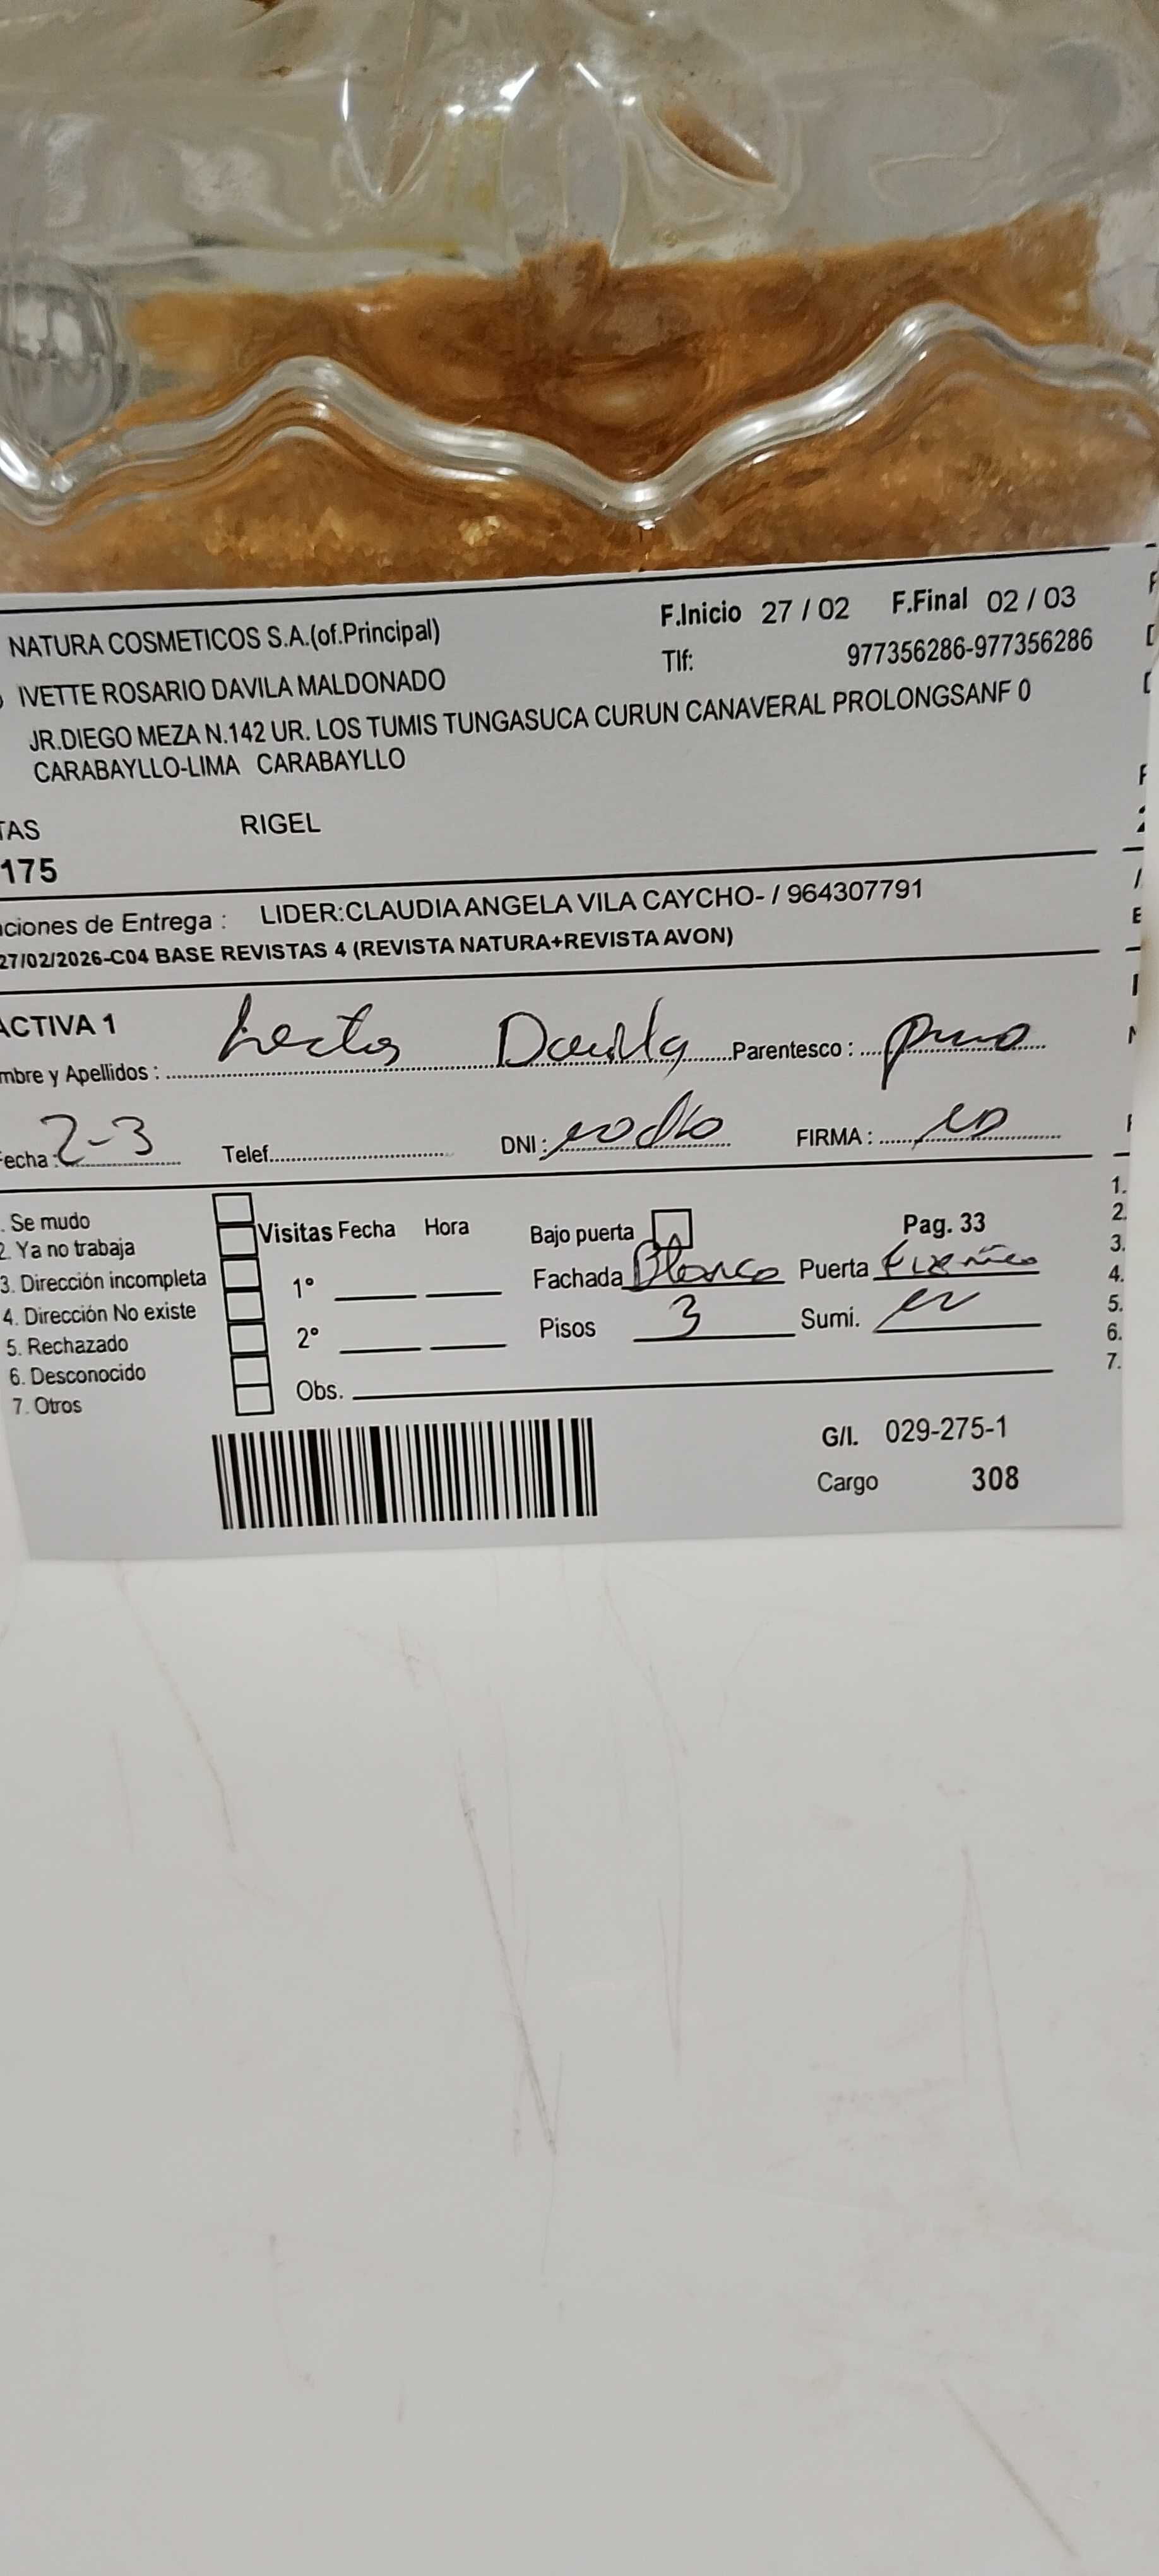 NATURA COSMETICOS S.A.(of.Principal) F.Inicio 27 / 02 F.Final 02 / 03
Tlf: 977356286-977356286
IVETTE ROSARIO DAVILA MALDONADO
JR.DIEGO MEZA N.142 UR. LOS TUMIS TUNGASUCA CURUN CANAVERAL PROLONGSANF 0
CARABAYLLO-LIMA CARABAYLLO
TAS RIGEL
175
ciones de Entrega : LIDER:CLAUDIA ANGELA VILA CAYCHO- / 964307791
27/02/2026-C04 BASE REVISTAS 4 (REVISTA NATURA+REVISTA AVON)
ACTIVA 1
mbre y Apellidos : Davila Parentesco :
echa : 2-3 Telef. DNI : FIRMA :
. Se mudo
2. Ya no trabaja
3. Dirección incompleta
4. Dirección No existe
5. Rechazado
6. Desconocido
7. Otros
Visitas Fecha Hora
1°
2°
Obs.
Bajo puerta Pag. 33
Fachada Blanco Puerta
Pisos 3 Sumi.
G/I. 029-275-1
Cargo 308
1.
2.
3.
4.
5.
6.
7.